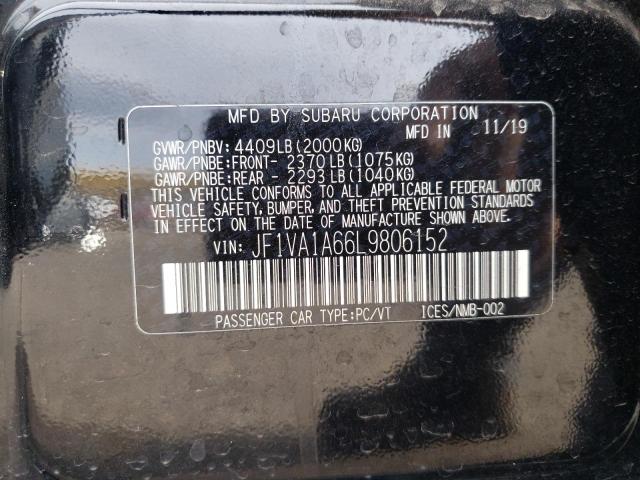 MFD BY SUBARU CORPORATION
GVWR/PNBV: 4409LB(2000KG) MFD IN 11/19
GAWR/PNBE:FRONT- 2370LB(1075KG)
GAWR/PNBE:REAR - 2293LB(1040KG)
THIS VEHICLE CONFORMS TO ALL APPLICABLE FEDERAL MOTOR
VEHICLE SAFETY, BUMPER, AND THEFT PREVENTION STANDARDS
IN EFFECT ON THE DATE OF MANUFACTURE SHOWN ABOVE.
VIN: JF1VA1A66L9806152
PASSENGER CAR TYPE:PC/VT ICES/NMB-002